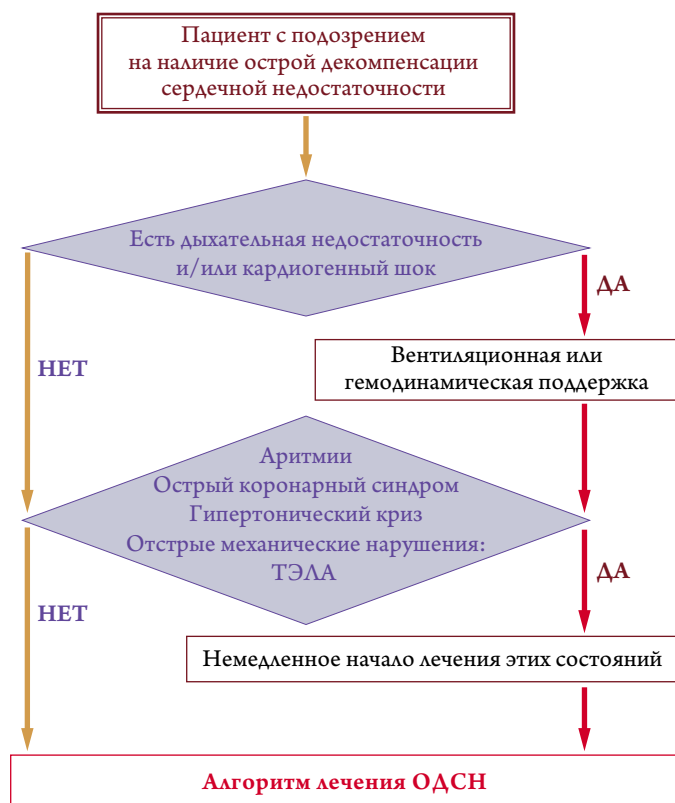 Пациент с подозрением
на наличие острой декомпенсации
сердечной недостаточности
Есть дыхательная недостаточность
и/или кардиогенный шок
ДА
НЕТ
Вентиляционная или
гемодинамическая поддержка
Аритмии
Острый коронарный синдром
Гипертонический криз
Отстрые механические нарушения:
ТЭЛА
ДА
НЕТ
Немедленное начало лечения этих состояний
Алгоритм лечения ОДСН